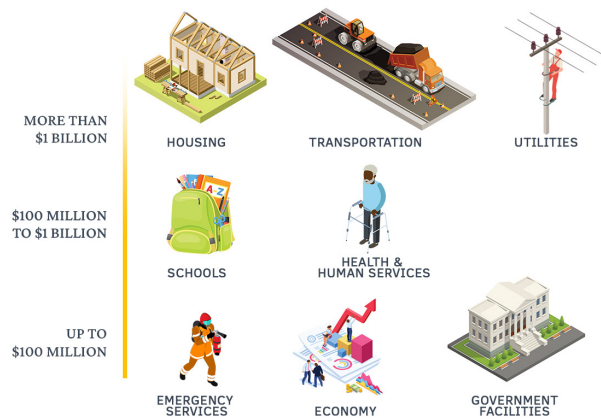 MORE THAN
$1 BILLION
HOUSING
TRANSPORTATION
UTILITIES
$100 MILLION
TO $1 BILLION
A-Z
SCHOOLS
HEALTH &
HUMAN SERVICES
UP TO
$100 MILLION
EMERGENCY
SERVICES
ECONOMY
GOVERNMENT
FACILITIES